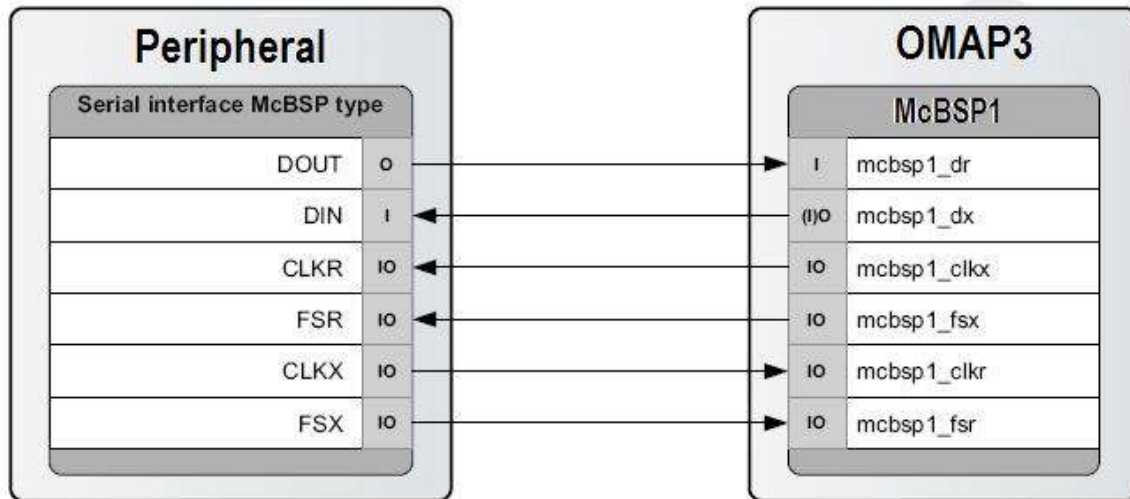 Peripheral
OMAP3
Serial interface McBSP type
McBSP1
DOUT O I mcbsp1_dr
DIN I (I)O mcbsp1_dx
CLKR IO IO mcbsp1_clkx
FSR IO IO mcbsp1_fsx
CLKX IO IO mcbsp1_clkr
FSX IO IO mcbsp1_fsr